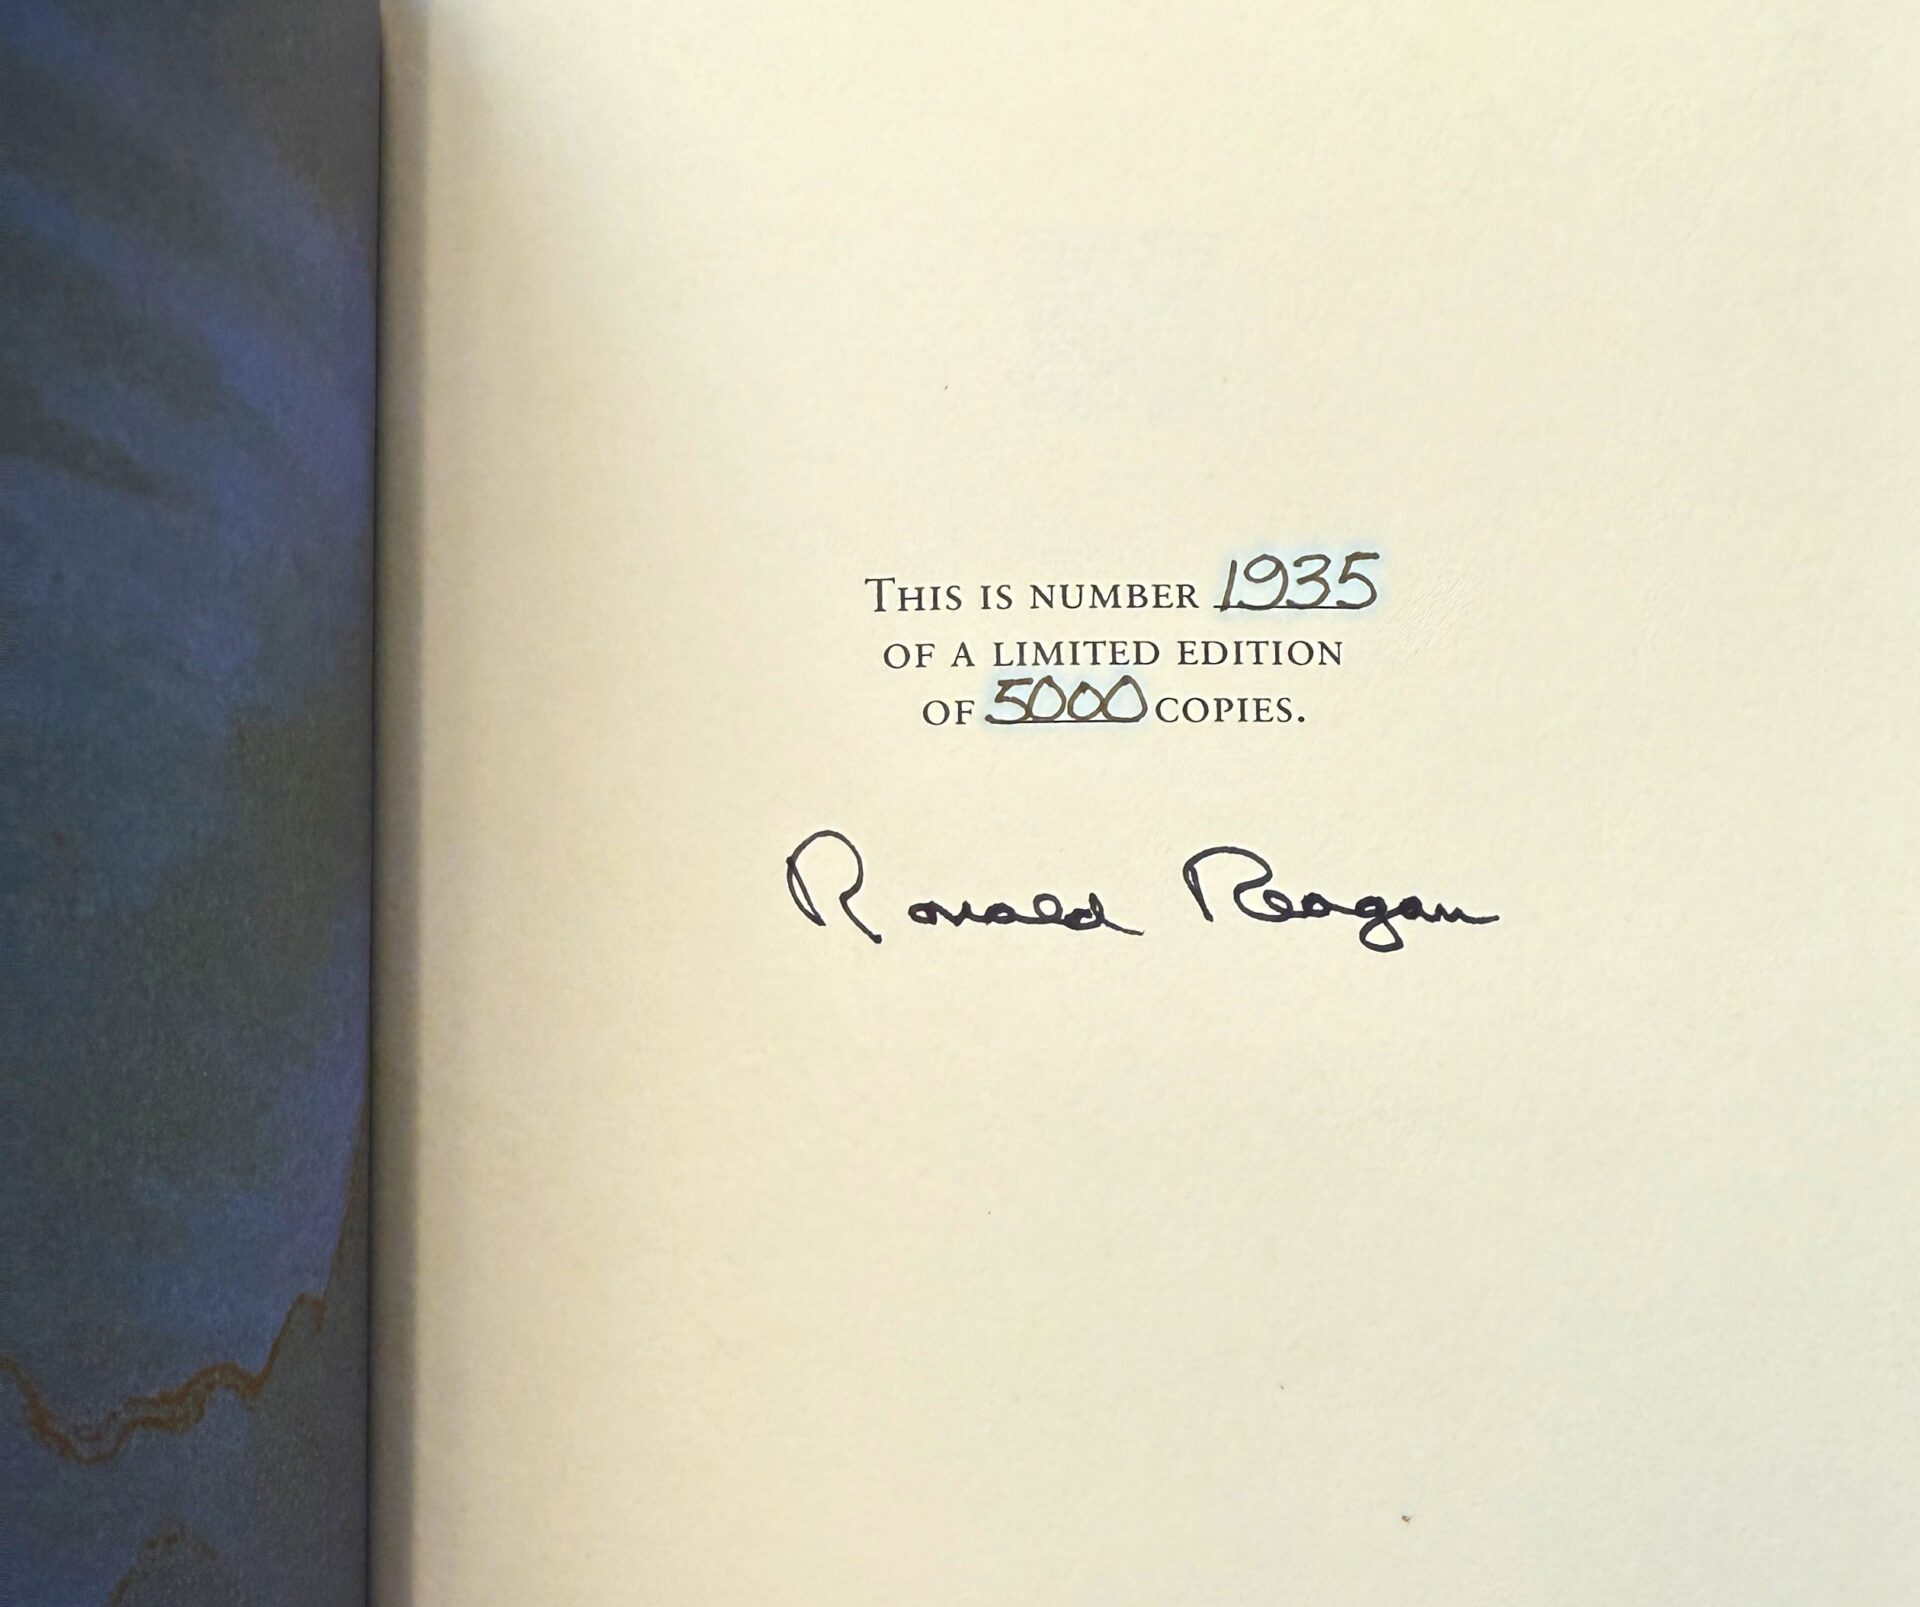 THIS IS NUMBER 1935
OF A LIMITED EDITION
OF 5000 COPIES.
Ronald Reagan